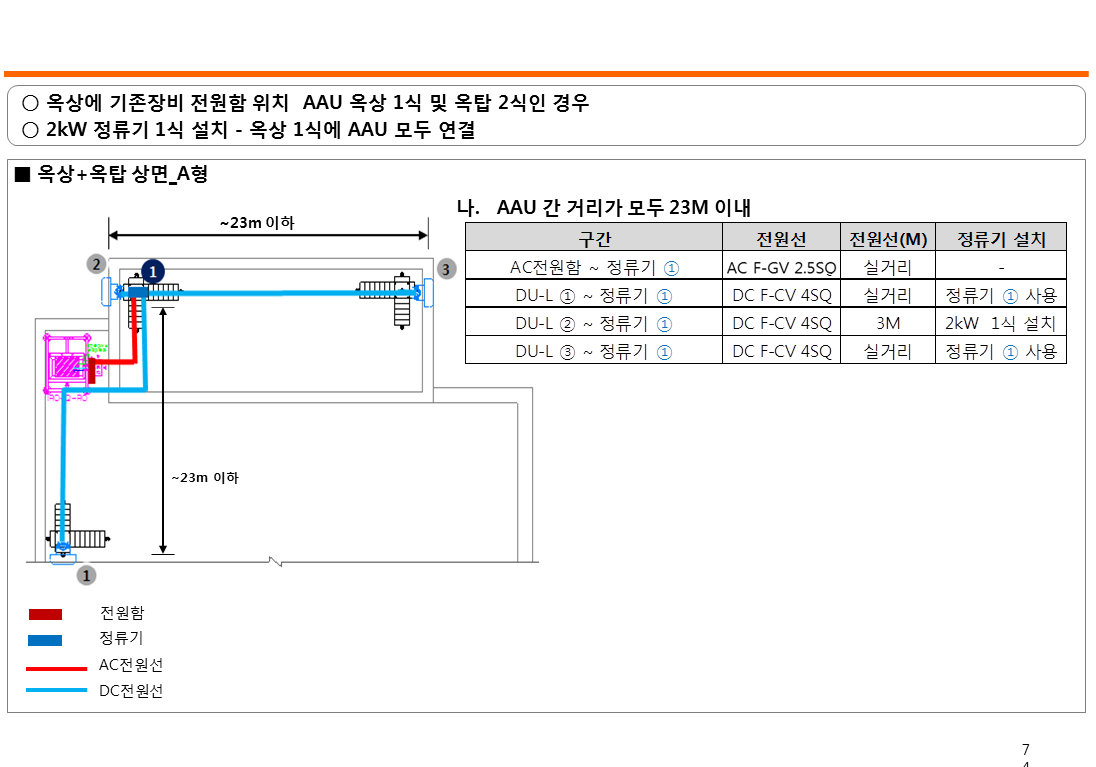 ○ 옥상에 기존장비 전원함 위치 AAU 옥상 1식 및 옥탑 2식인 경우
○ 2kW 정류기 1식 설치 - 옥상 1식에 AAU 모두 연결
■ 옥상+옥탑 상면_A형
나. AAU 간 거리가 모두 23M 이내
구간 전원선 전원선(M) 정류기 설치
AC전원함 ~ 정류기 ① AC F-GV 2.5SQ 실거리 -
DU-L ① ~ 정류기 ① DC F-CV 4SQ 실거리 정류기 ① 사용
DU-L ② ~ 정류기 ① DC F-CV 4SQ 3M 2kW 1식 설치
DU-L ③ ~ 정류기 ① DC F-CV 4SQ 실거리 정류기 ① 사용
~23m 이하
2
1
3
~23m 이하
1
전원함
정류기
AC전원선
DC전원선
7
4